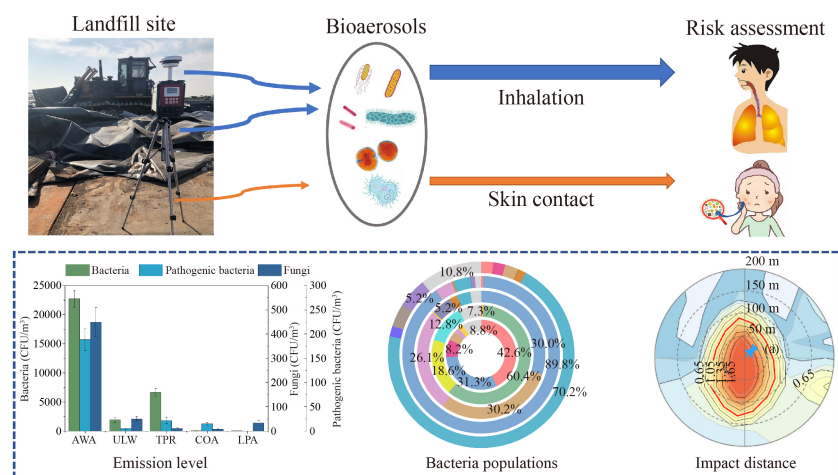 Landfill site
Bioaerosols
Risk assessment
Inhalation
Skin contact
Bacteria
Pathogenic bacteria
Fungi
Bacteria (CFU/m³)
25000
20000
15000
10000
5000
0
AWA
ULW
TPR
COA
LPA
600
500
400
300
200
100
0
Fungi (CFU/m³)
300
250
200
150
100
50
0
Pathogenic bacteria (CFU/m³)
Emission level
10.8%
5.2%
5.2%
7.3%
12.8%
8.8%
8.2%
26.1%
18.6%
31.3%
42.6%
30.0%
60.4%
89.8%
70.2%
30.2%
Bacteria populations
200 m
150 m
100 m
50 m
(a)
0.65
1.05
1.35
1.65
0.65
Impact distance